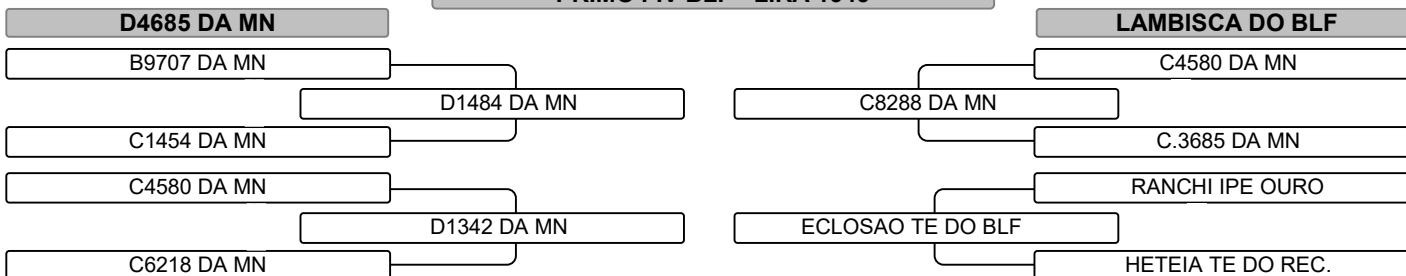 D4685 DA MN
LAMBISCA DO BLF
B9707 DA MN
C4580 DA MN
D1484 DA MN
C8288 DA MN
C1454 DA MN
C.3685 DA MN
C4580 DA MN
RANCHI IPE OURO
D1342 DA MN
ECLOSAO TE DO BLF
C6218 DA MN
HETEIA TE DO REC.